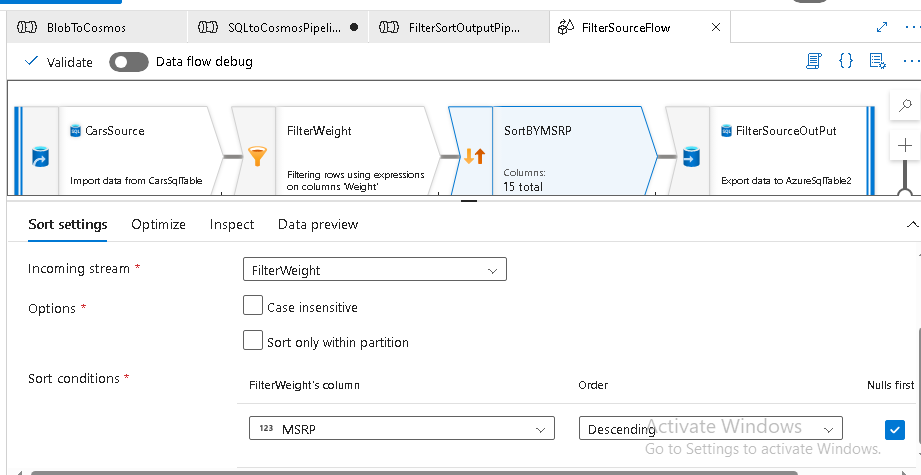 BlobToCosmos SQLtoCosmosPipeli... FilterSortOutputPip... FilterSourceFlow
Validate Data flow debug
SQL CarsSource
Import data from CarsSqlTable
FilterWeight
Filtering rows using expressions
on columns 'Weight'
SortBYMSRP
Columns:
15 total
SQL FilterSourceOutPut
Export data to AzureSqlTable2
Sort settings Optimize Inspect Data preview
Incoming stream * FilterWeight
Options * Case insensitive
Sort only within partition
Sort conditions * FilterWeight's column Order Nulls first
123 MSRP Descending
Activate Windows
Go to Settings to activate Windows.